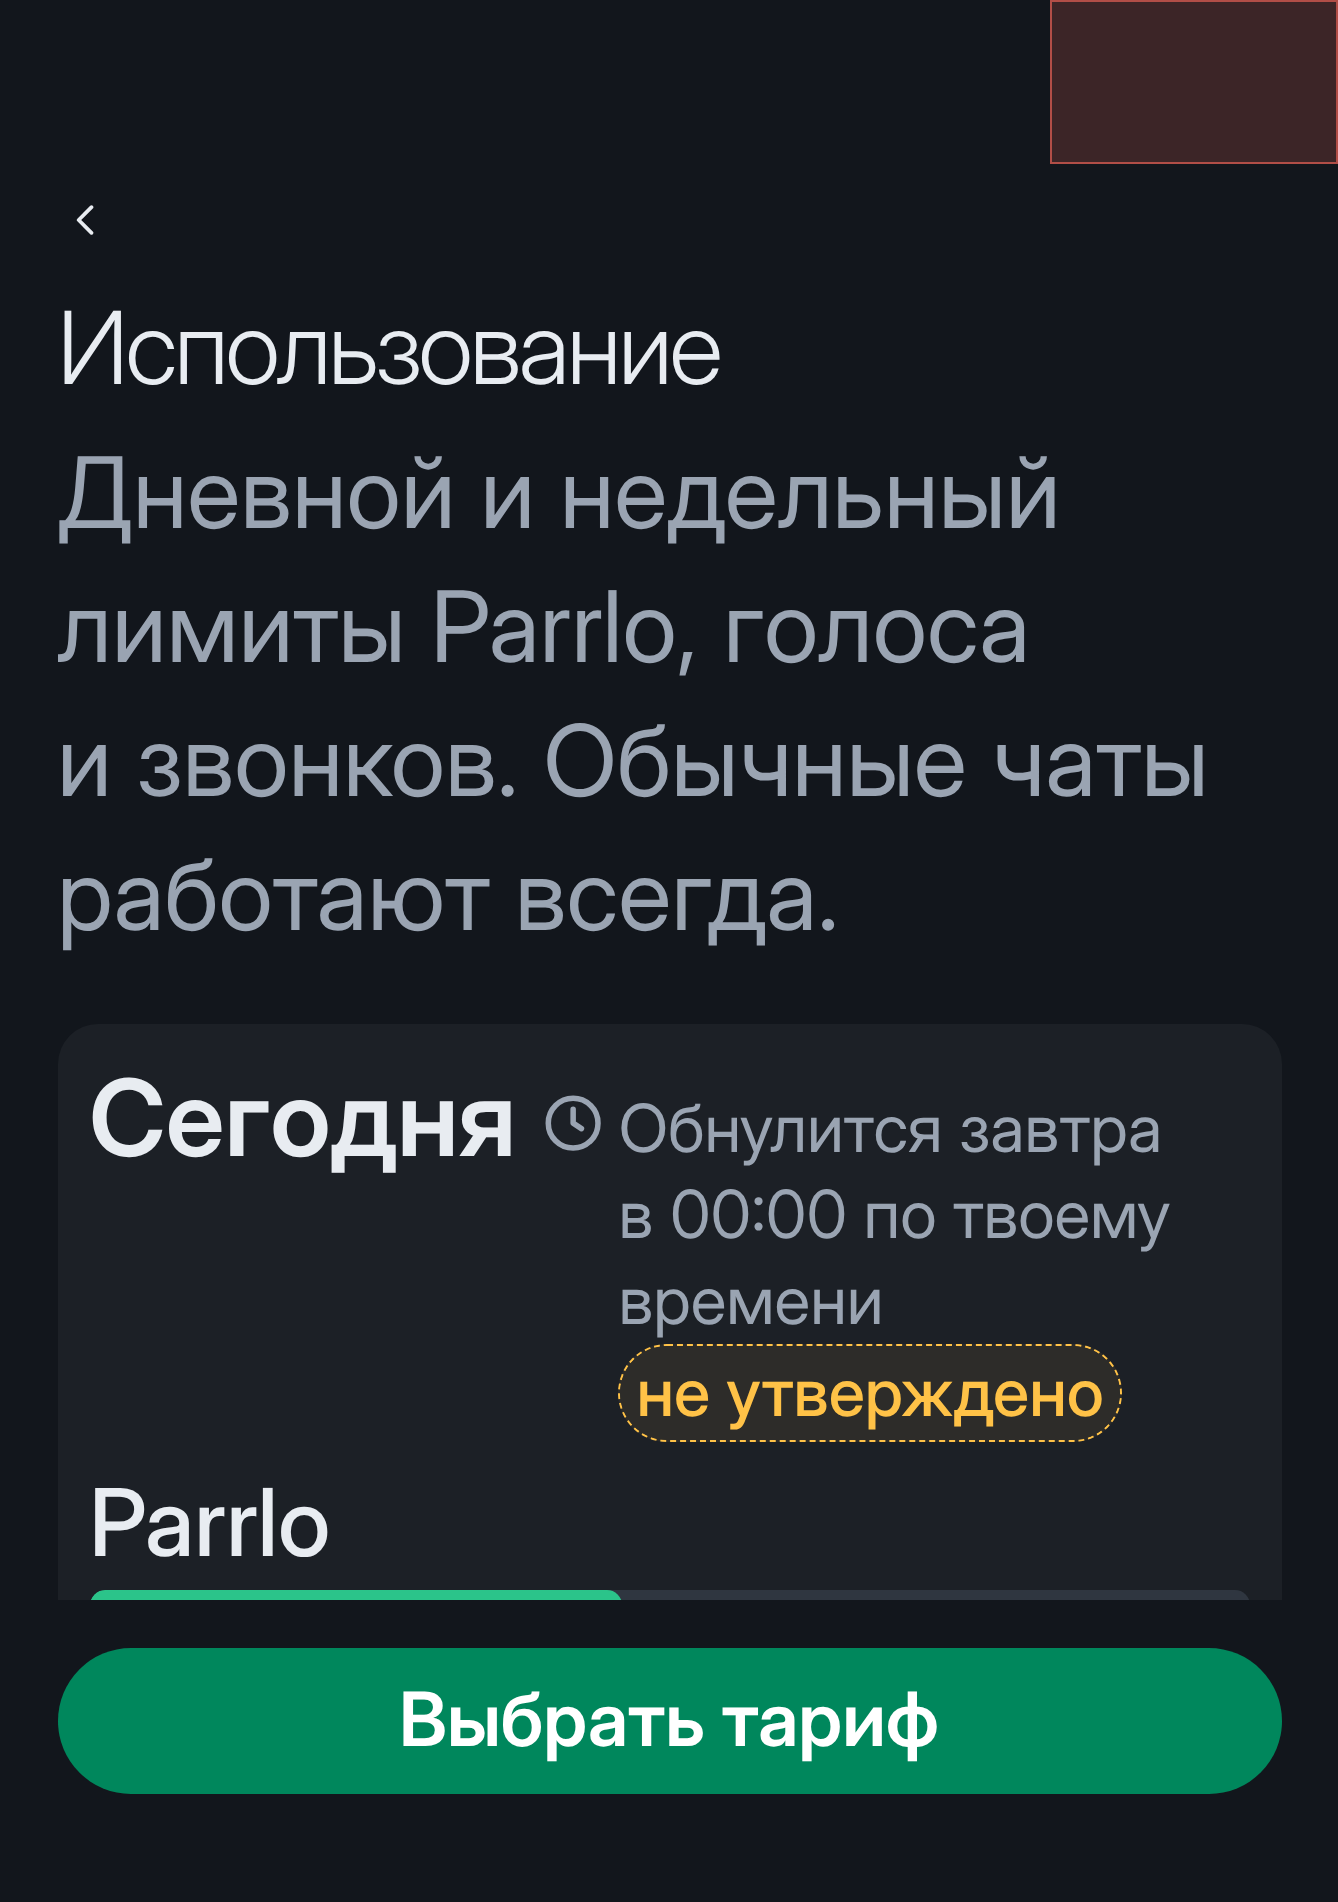 Использование
Дневной и недельный
лимиты Parrlo, голоса
и звонков. Обычные чаты
работают всегда.
Сегодня
Обнулится завтра
в 00:00 по твоему
времени
не утверждено
Parrlo
Выбрать тариф